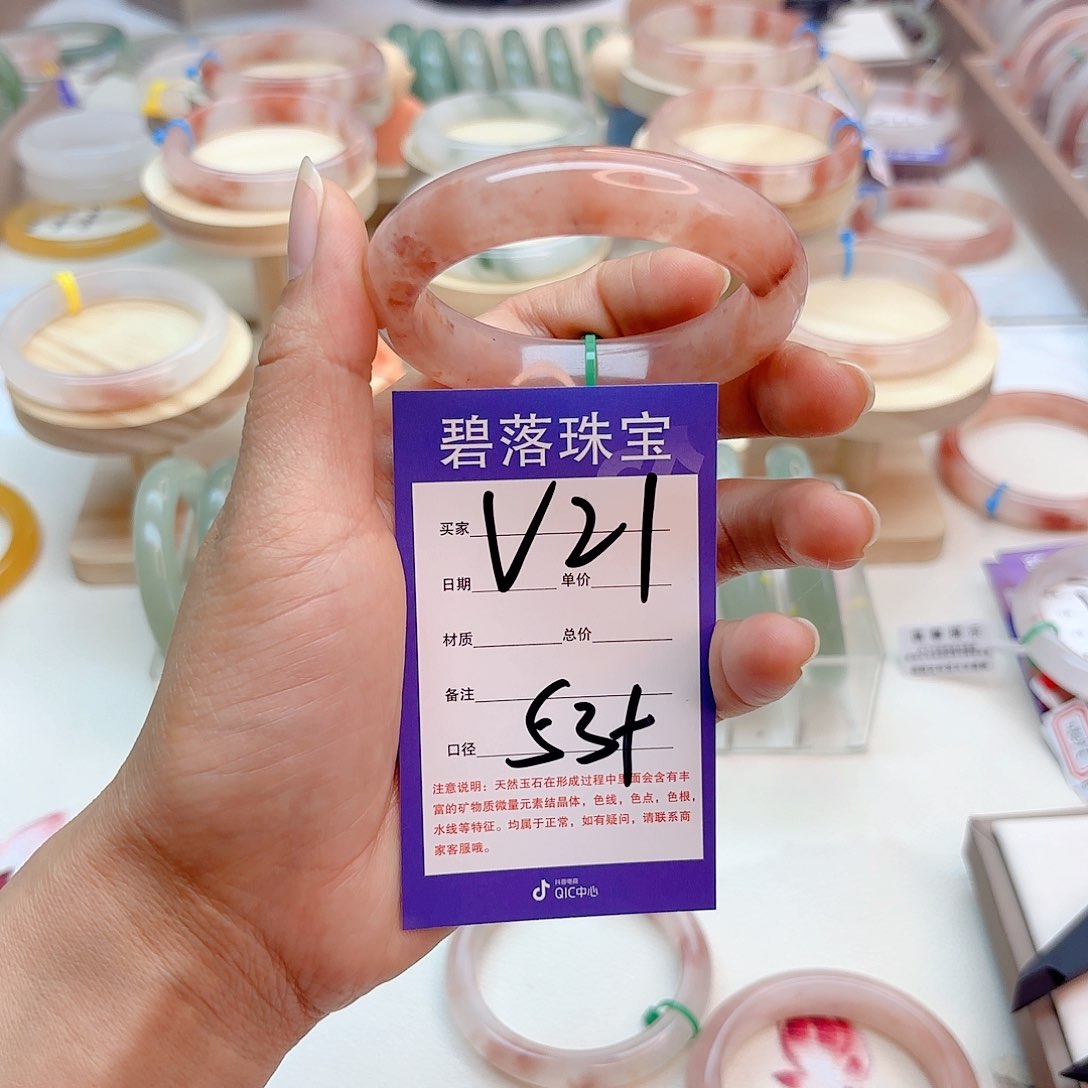 碧落珠宝
买家 V21
日期 单价
材质 总价
备注
口径 53+
注意说明：天然玉石在形成过程中里面会含有丰
富的矿物质微量元素结晶体，色线，色点，色根，
水线等特征。均属于正常，如有疑问，请联系商
家客服哦。
抖音电商
QIC中心